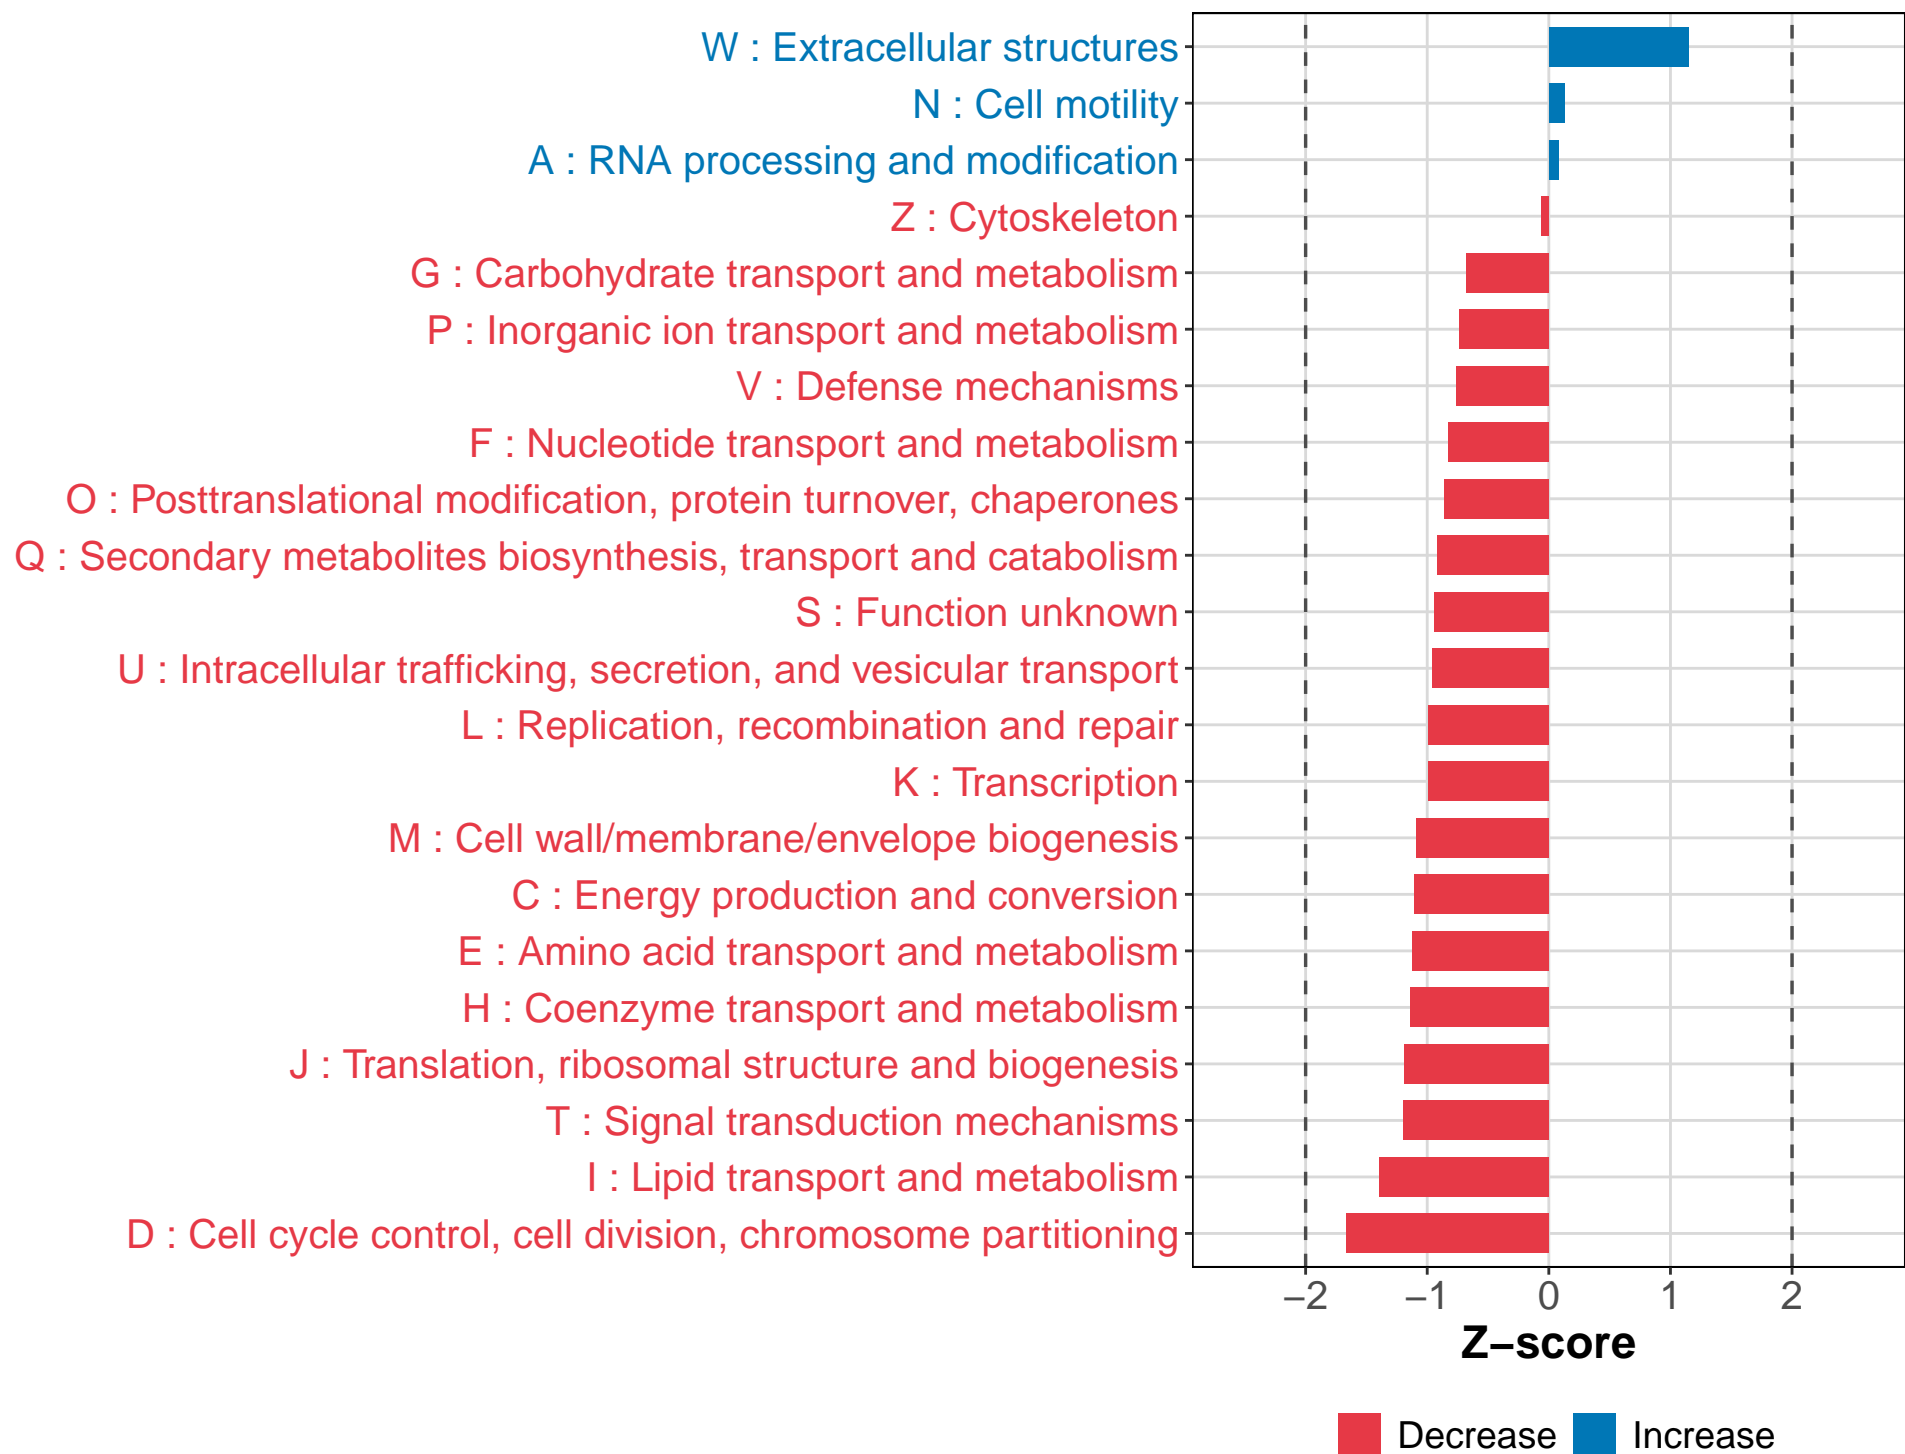 W : Extracellular structures
N : Cell motility
A : RNA processing and modification
Z : Cytoskeleton
G : Carbohydrate transport and metabolism
P : Inorganic ion transport and metabolism
V : Defense mechanisms
F : Nucleotide transport and metabolism
O : Posttranslational modification, protein turnover, chaperones
Q : Secondary metabolites biosynthesis, transport and catabolism
S : Function unknown
U : Intracellular trafficking, secretion, and vesicular transport
L : Replication, recombination and repair
K : Transcription
M : Cell wall/membrane/envelope biogenesis
C : Energy production and conversion
E : Amino acid transport and metabolism
H : Coenzyme transport and metabolism
J : Translation, ribosomal structure and biogenesis
T : Signal transduction mechanisms
I : Lipid transport and metabolism
D : Cell cycle control, cell division, chromosome partitioning
−2 −1 0 1 2
Z−score
Decrease Increase